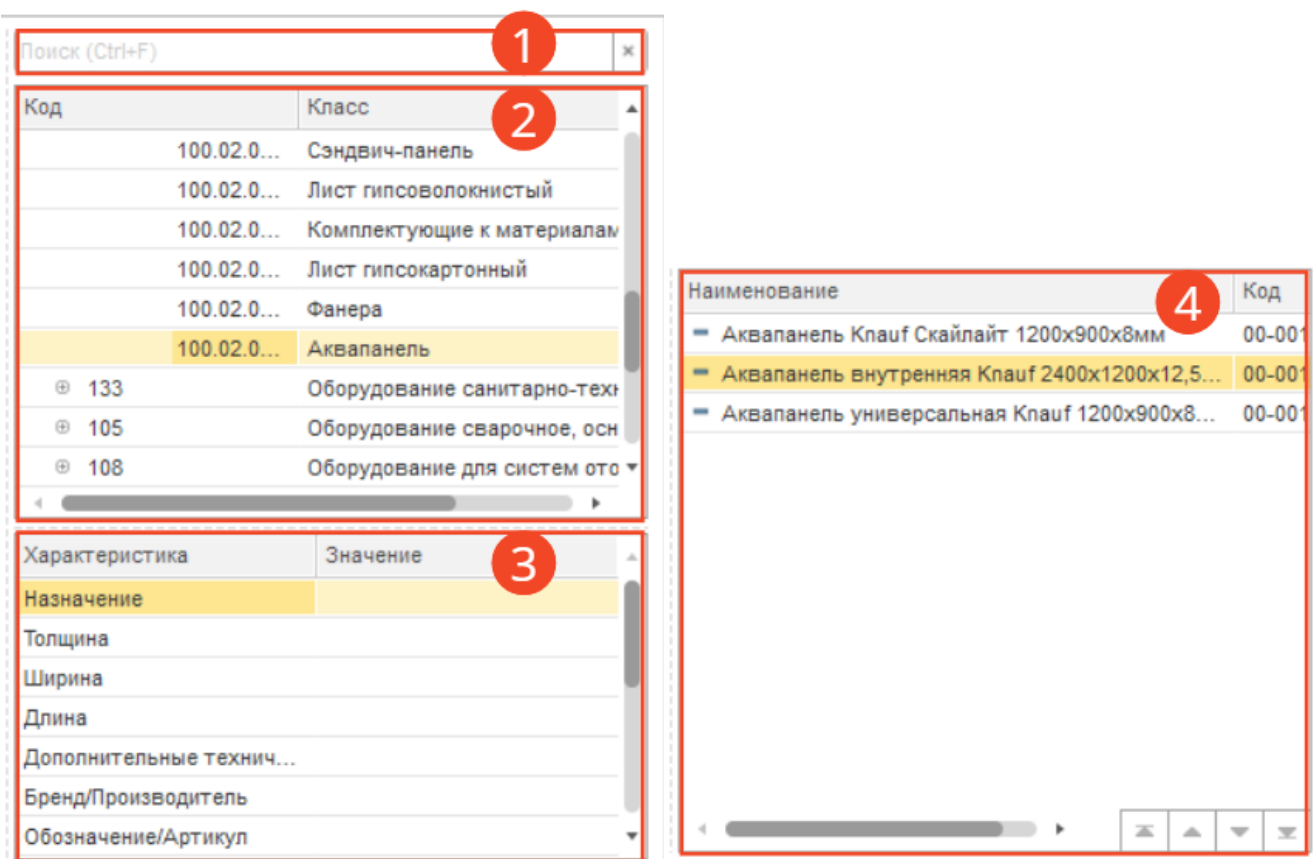 Поиск (Ctrl+F)
1
Код Класс
2
100.02.0... Сэндвич-панель
100.02.0... Лист гипсоволокнистый
100.02.0... Комплектующие к материалам
100.02.0... Лист гипсокартонный
100.02.0... Фанера
100.02.0... Аквапанель
133 Оборудование санитарно-техн
105 Оборудование сварочное, осн
108 Оборудование для систем ото
Характеристика Значение
3
Назначение
Толщина
Ширина
Длина
Дополнительные технич...
Бренд/Производитель
Обозначение/Артикул
Наименование Код
4
Аквапанель Knauf Скайлайт 1200х900х8мм 00-001
Аквапанель внутренняя Knauf 2400х1200х12,5... 00-001
Аквапанель универсальная Knauf 1200х900х8... 00-001